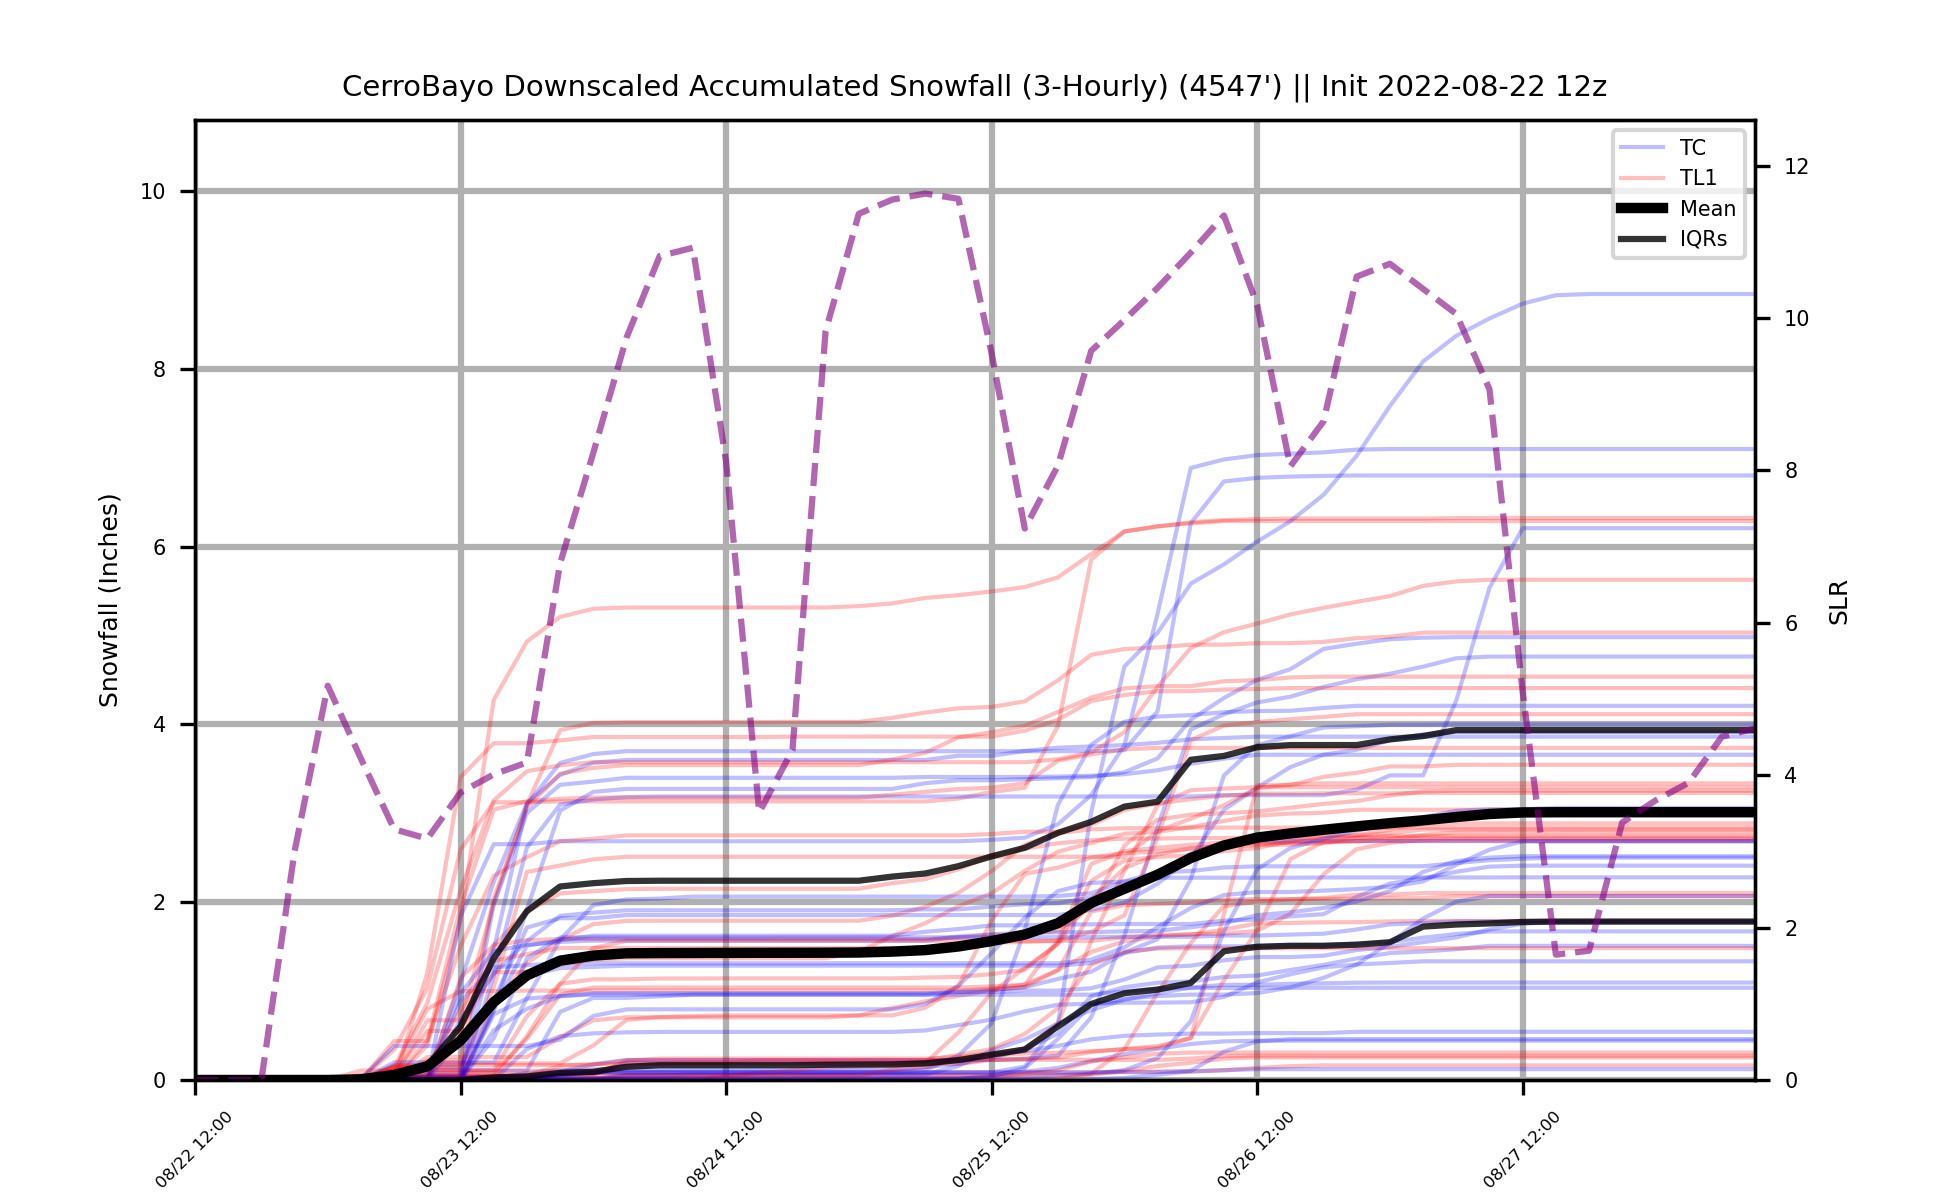 CerroBayo Downscaled Accumulated Snowfall (3-Hourly) (4547') || Init 2022-08-22 12z
TC
TL1
Mean
IQRs
Snowfall (Inches)
10
8
6
4
2
0
SLR
12
10
8
6
4
2
0
08/22 12:00
08/23 12:00
08/24 12:00
08/25 12:00
08/26 12:00
08/27 12:00